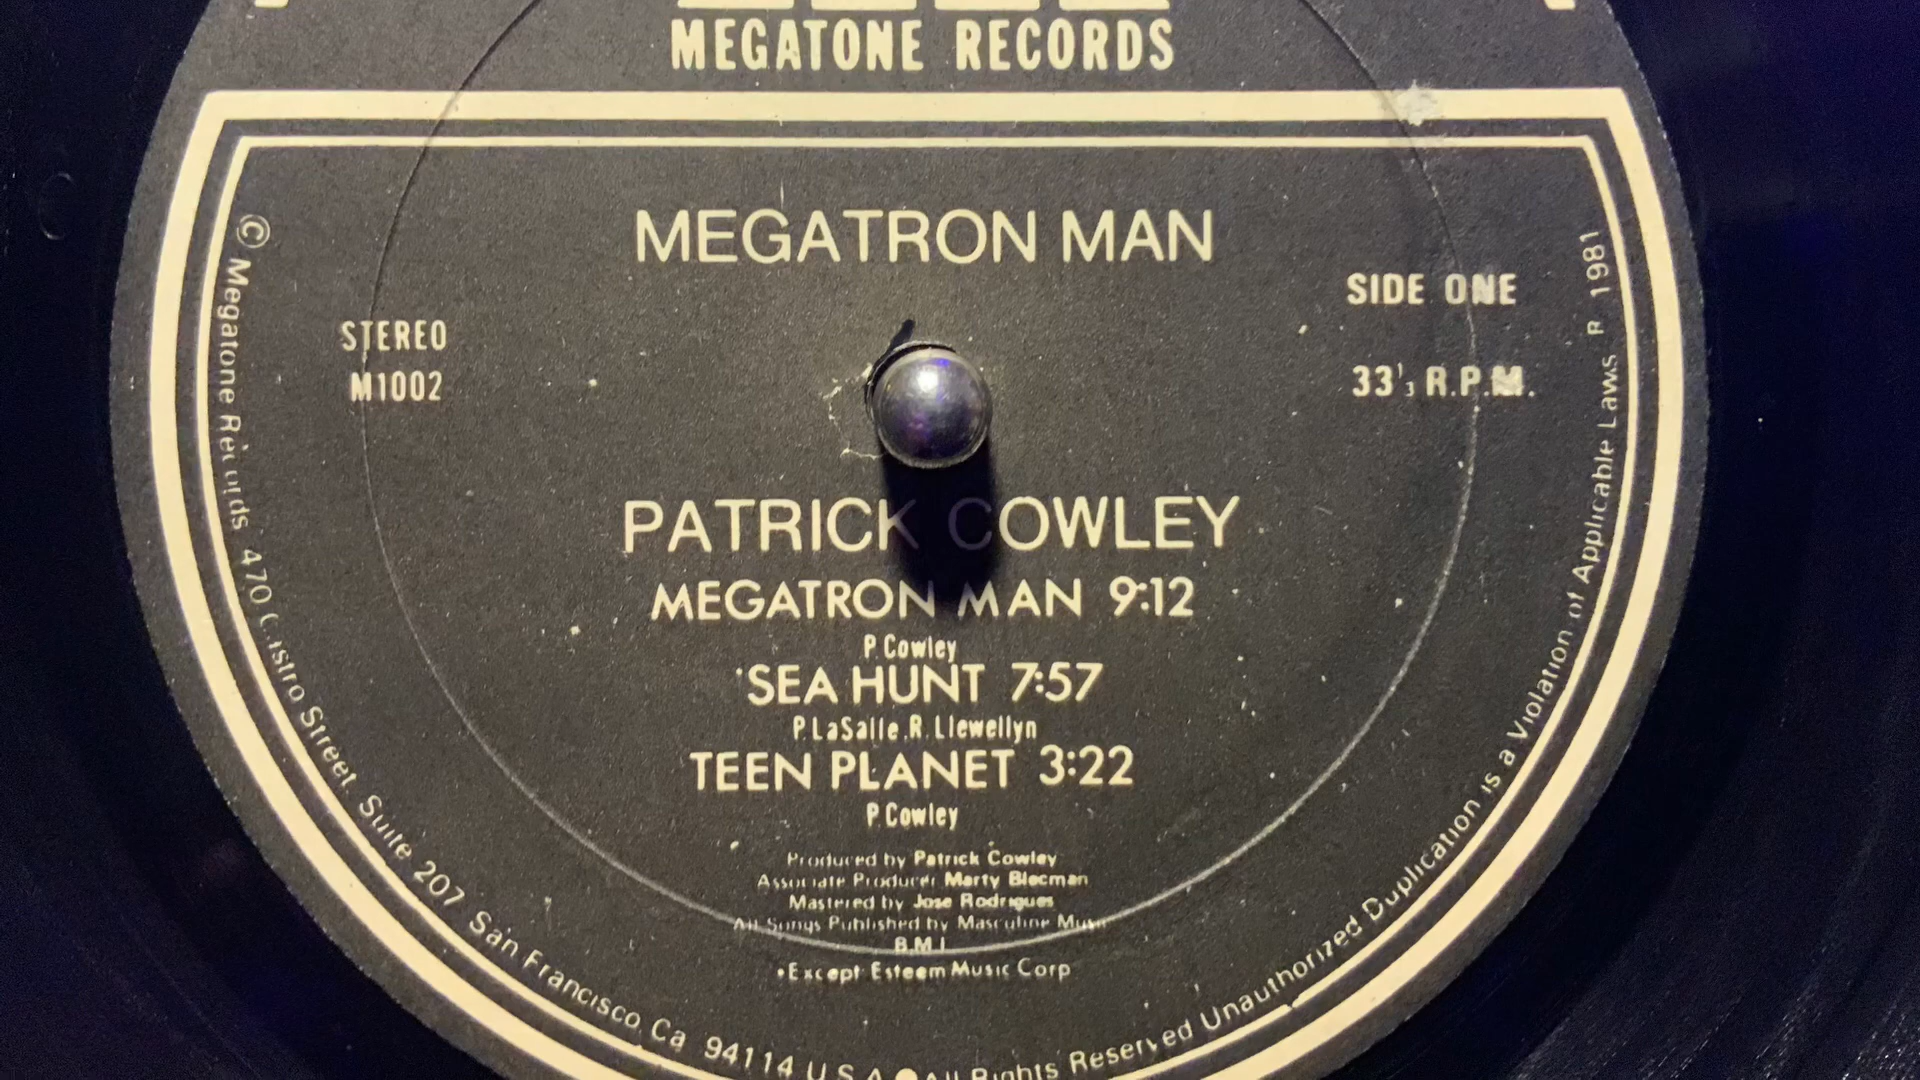 MEGATONE RECORDS
MEGATRON MAN
SIDE ONE
STEREO
M1002
33⅓ R.P.M.
PATRICK COWLEY
MEGATRON MAN 9:12
P. Cowley
*SEA HUNT 7:57
P. LaSalle, R. Llewellyn
TEEN PLANET 3:22
P. Cowley
Produced by Patrick Cowley
Associate Producer Marty Blecman
Mastered by Jose Rodrigues
All Songs Published by Masculine Music
B.M.I.
•Except Esteem Music Corp
© Megatone Records 470 Castro Street, Suite 207 San Francisco, Ca 94114 U.S.A. ● All Rights Reserved Unauthorized Duplication is a Violation of Applicable Laws. P 1981